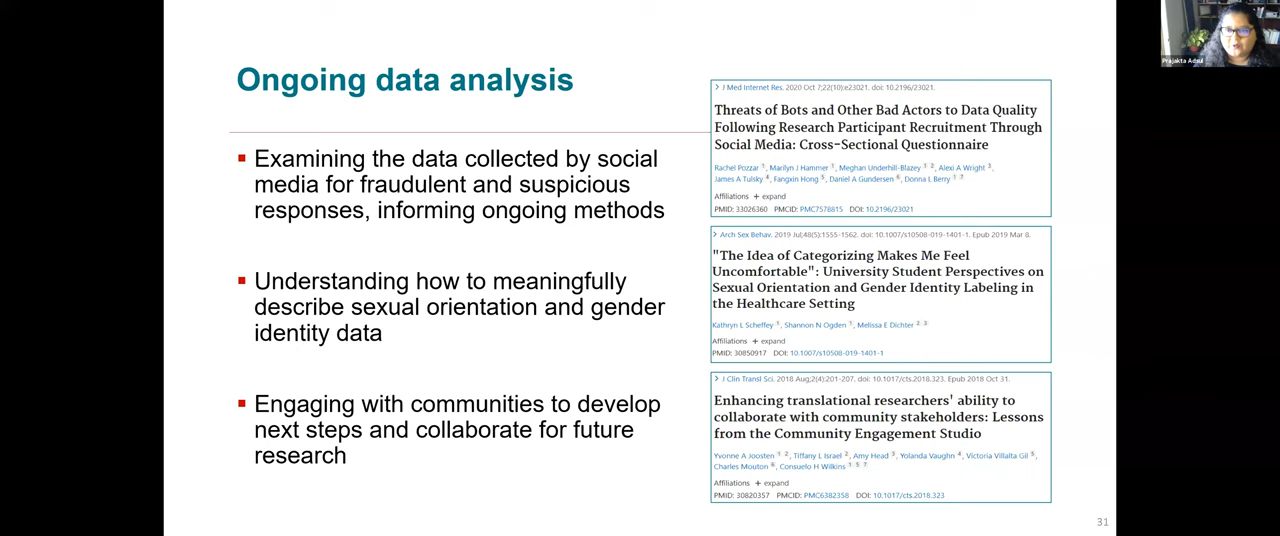 Ongoing data analysis
Examining the data collected by social
media for fraudulent and suspicious
responses, informing ongoing methods
Understanding how to meaningfully
describe sexual orientation and gender
identity data
Engaging with communities to develop
next steps and collaborate for future
research
> J Med Internet Res. 2020 Oct 7;22(10):e23021. doi: 10.2196/23021.
Threats of Bots and Other Bad Actors to Data Quality
Following Research Participant Recruitment Through
Social Media: Cross-Sectional Questionnaire
Rachel Pozzar 1, Marilyn J Hammer 1, Meghan Underhill-Blazey 1 2, Alexi A Wright 3,
James A Tulsky 4, Fangxin Hong 5, Daniel A Gundersen 6, Donna L Berry 1 7
Affiliations + expand
PMID: 33026360 PMCID: PMC7578815 DOI: 10.2196/23021
> Arch Sex Behav. 2019 Jul;48(5):1555-1562. doi: 10.1007/s10508-019-1401-1. Epub 2019 Mar 8.
"The Idea of Categorizing Makes Me Feel
Uncomfortable": University Student Perspectives on
Sexual Orientation and Gender Identity Labeling in
the Healthcare Setting
Kathryn L Scheffey 1, Shannon N Ogden 1, Melissa E Dichter 2 3
Affiliations + expand
PMID: 30850917 DOI: 10.1007/s10508-019-1401-1
> J Clin Transl Sci. 2018 Aug;2(4):201-207. doi: 10.1017/cts.2018.323. Epub 2018 Oct 31.
Enhancing translational researchers' ability to
collaborate with community stakeholders: Lessons
from the Community Engagement Studio
Yvonne A Joosten 1 2, Tiffany L Israel 2, Amy Head 3, Yolanda Vaughn 4, Victoria Villalta Gil 5,
Charles Mouton 6, Consuelo H Wilkins 1 5 7
Affiliations + expand
PMID: 30820357 PMCID: PMC6382358 DOI: 10.1017/cts.2018.323
31
Prajakta Adsul